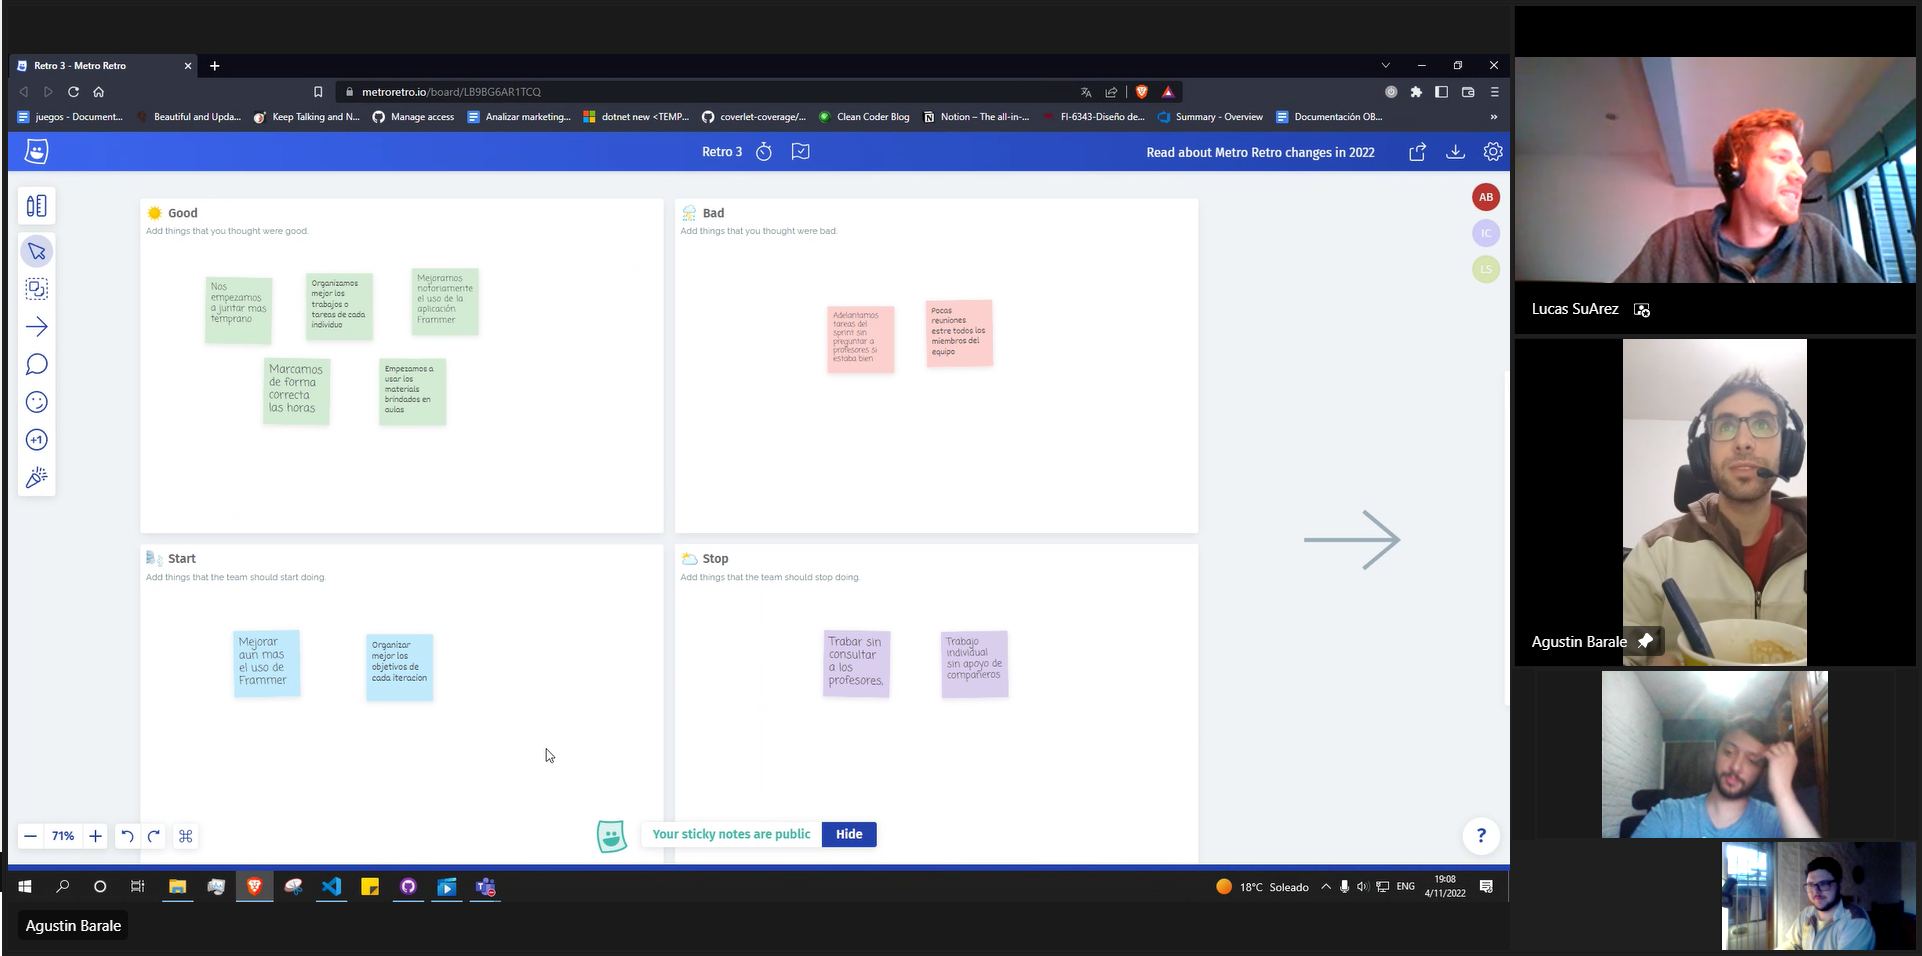 Retro 3 - Metro Retro
metroretro.io/board/LB9BG6AR1TCQ
juegos - Document...
Beautiful and Upda...
Keep Talking and N...
Manage access
Analizar marketing...
dotnet new <TEMP...
coverlet-coverage/...
Clean Coder Blog
Notion – The all-in-...
FI-6343-Diseño de...
Summary - Overview
Documentación OB...
»
Retro 3
Read about Metro Retro changes in 2022
AB
IC
LS
+1
Good
Add things that you thought were good.
Nos
empezamos
a juntar mas
temprano
Organizamos
mejor los
trabajos o
tareas de cada
individuo
Mejoramos
notoriamente
el uso de la
aplicación
Frammer
Marcamos
de forma
correcta
las horas
Empezamos a
usar los
materials
brindados en
aulas
Bad
Add things that you thought were bad.
Adelantamos
tareas del
sprint sin
preguntar a
profesores si
estaba bien
Pocas
reuniones
estre todos los
miembros del
equipo
Start
Add things that the team should start doing.
Mejorar
aun mas
el uso de
Frammer
Organizar
mejor los
objetivos de
cada iteracion
Stop
Add things that the team should stop doing.
Trabar sin
consultar
a los
profesores.
Trabajo
individual
sin apoyo de
compañeros
71%
Your sticky notes are public
Hide
?
18°C Soleado
ENG
19:08
4/11/2022
Agustin Barale
Lucas SuArez
Agustin Barale